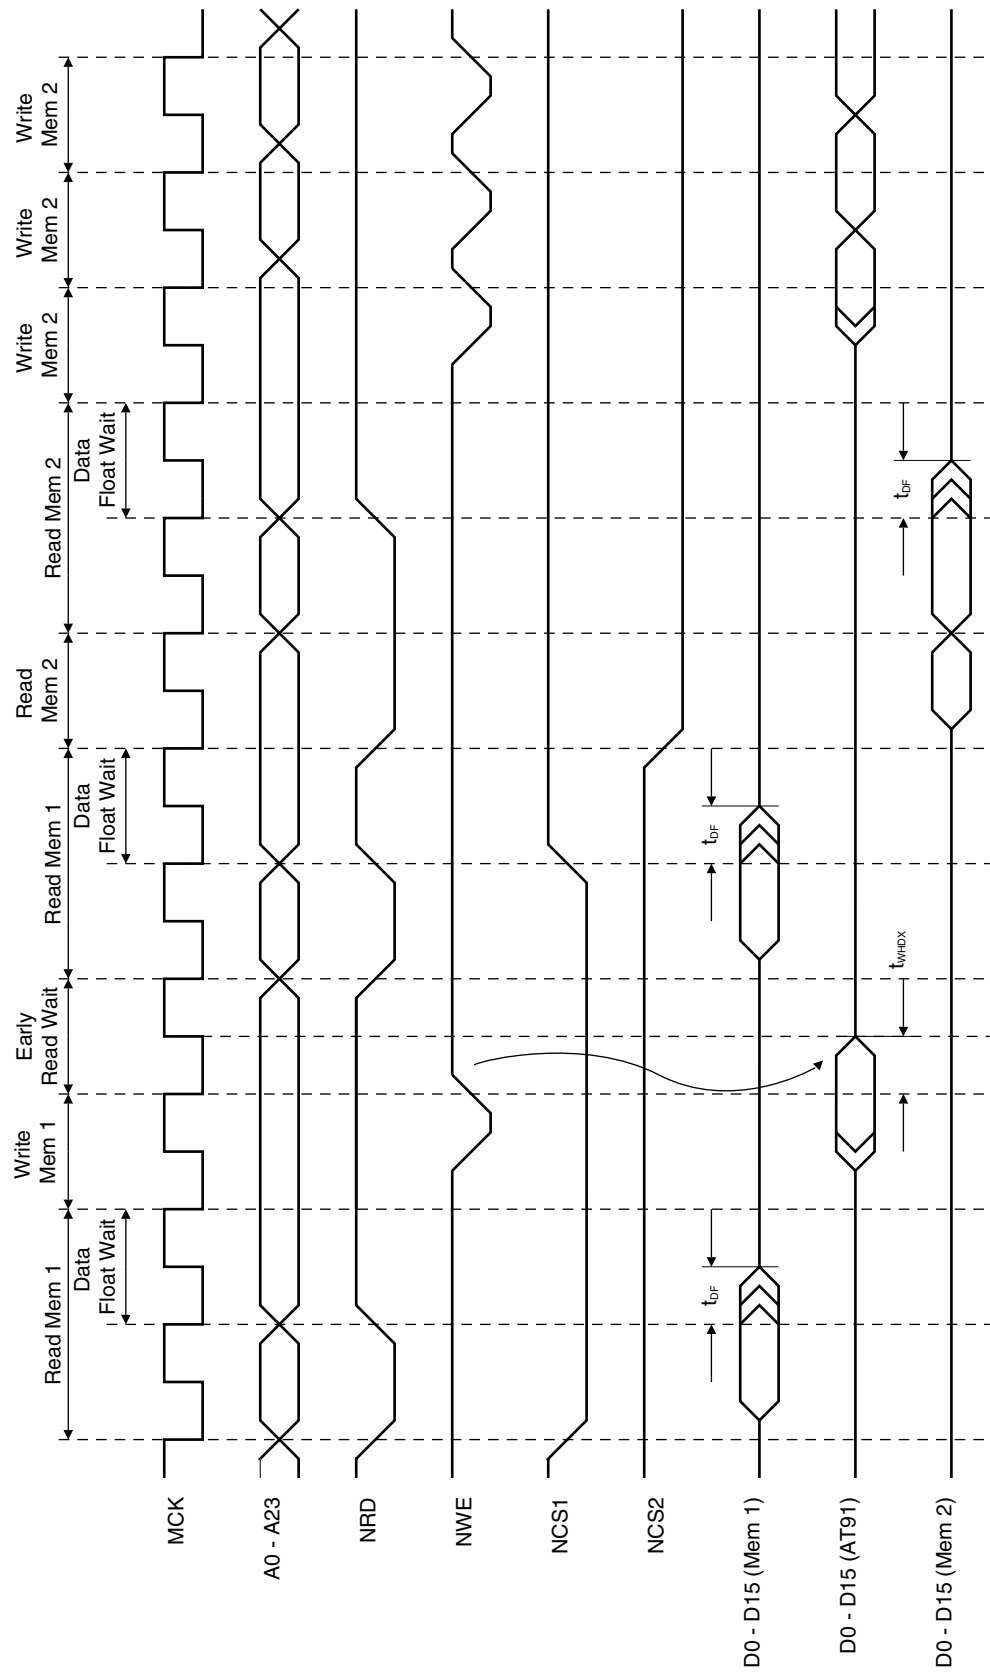 Read Mem 1
Data
Float Wait
Write
Mem 1
Early
Read Wait
Read Mem 1
Data
Float Wait
Read
Mem 2
Read Mem 2
Data
Float Wait
Write
Mem 2
Write
Mem 2
Write
Mem 2
MCK
A0 - A23
NRD
NWE
NCS1
NCS2
D0 - D15 (Mem 1)
tDF
tDF
D0 - D15 (AT91)
tWHDX
D0 - D15 (Mem 2)
tDF